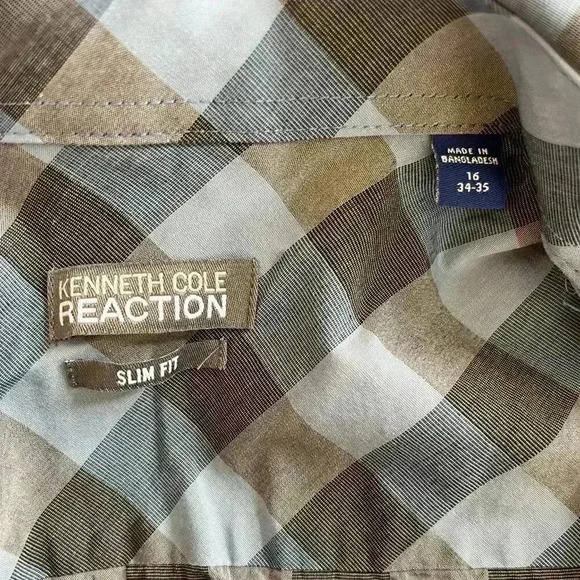 MADE IN
BANGLADESH
16
34-35
KENNETH COLE
REACTION
SLIM FIT